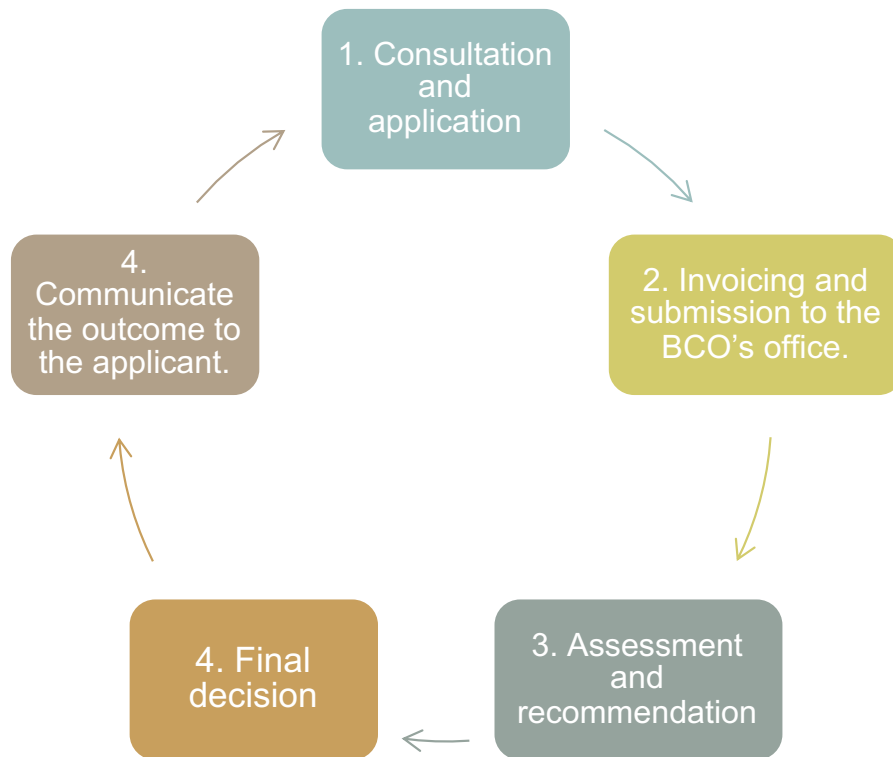 1. Consultation
and
application
2. Invoicing and
submission to the
BCO’s office.
3. Assessment
and
recommendation
4. Final
decision
4.
Communicate
the outcome to
the applicant.